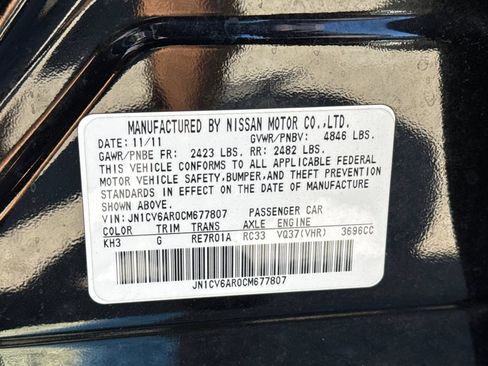 MANUFACTURED BY NISSAN MOTOR CO.,LTD.
DATE: 11/11 GVWR/PNBV: 4846 LBS.
GAWR/PNBE FR: 2423 LBS. RR: 2482 LBS.
THIS VEHICLE CONFORMS TO ALL APPLICABLE FEDERAL
MOTOR VEHICLE SAFETY,BUMPER,AND THEFT PREVENTION
STANDARDS IN EFFECT ON THE DATE OF MANUFACTURE
SHOWN ABOVE.
VIN:JN1CV6AR0CM677807 PASSENGER CAR
COLOR TRIM TRANS AXLE ENGINE
KH3 G RE7R01A RC33 VQ37(VHR) 3696CC
JN1CV6AR0CM677807